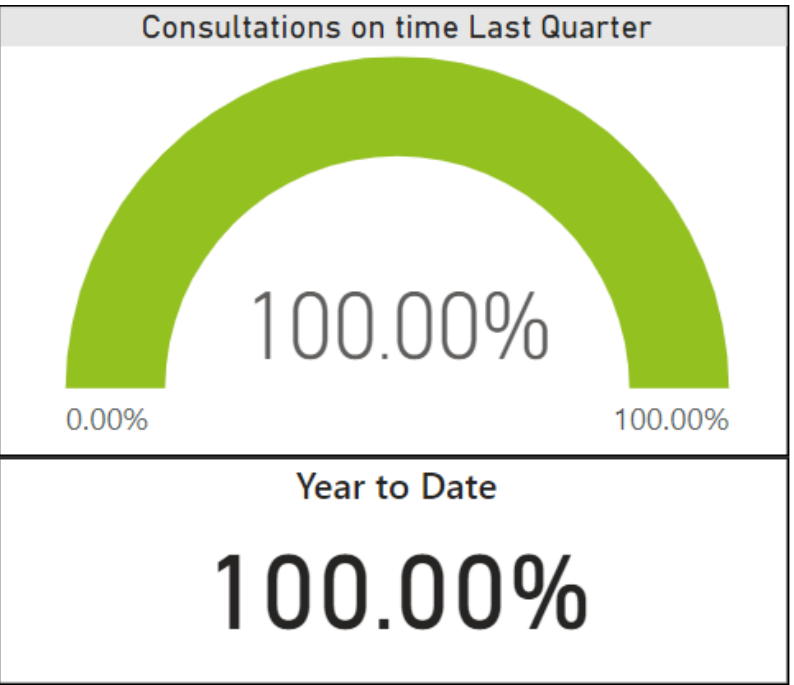 Consultations on time Last Quarter
100.00%
0.00%
100.00%
Year to Date
100.00%